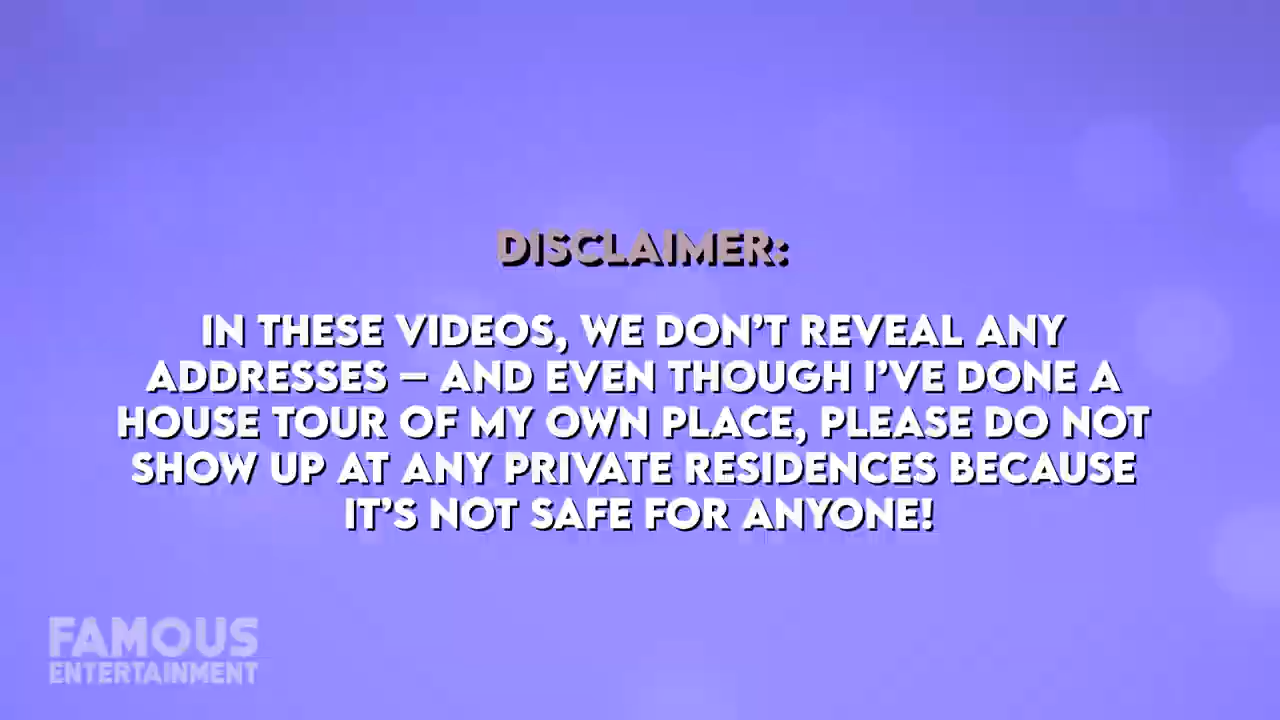 DISCLAIMER:
IN THESE VIDEOS, WE DON'T REVEAL ANY
ADDRESSES – AND EVEN THOUGH I'VE DONE A
HOUSE TOUR OF MY OWN PLACE, PLEASE DO NOT
SHOW UP AT ANY PRIVATE RESIDENCES BECAUSE
IT'S NOT SAFE FOR ANYONE!
FAMOUS
ENTERTAINMENT